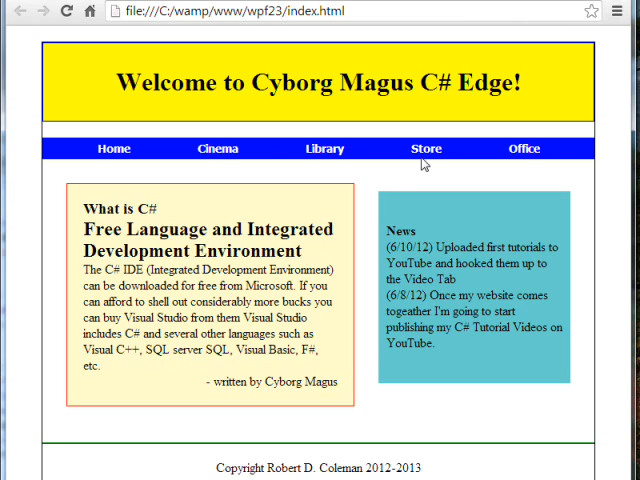 file:///C:/wamp/www/wpf23/index.html
Welcome to Cyborg Magus C# Edge!
Home Cinema Library Store Office
What is C#
Free Language and Integrated
Development Environment
The C# IDE (Integrated Development Environment)
can be downloaded for free from Microsoft. If you
can afford to shell out considerably more bucks you
can buy Visual Studio from them Visual Studio
includes C# and several other languages such as
Visual C++, SQL server SQL, Visual Basic, F#,
etc.
- written by Cyborg Magus
News
(6/10/12) Uploaded first tutorials to
YouTube and hooked them up to
the Video Tab
(6/8/12) Once my website comes
togeather I'm going to start
publishing my C# Tutorial Videos on
YouTube.
Copyright Robert D. Coleman 2012-2013